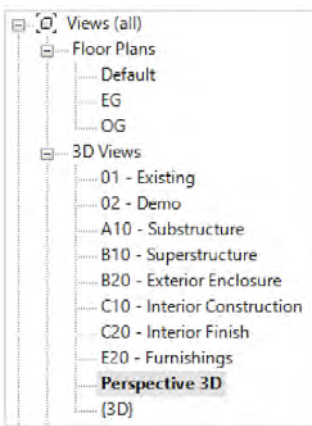 Views (all)
Floor Plans
Default
EG
OG
3D Views
01 - Existing
02 - Demo
A10 - Substructure
B10 - Superstructure
B20 - Exterior Enclosure
C10 - Interior Construction
C20 - Interior Finish
E20 - Furnishings
Perspective 3D
{3D}